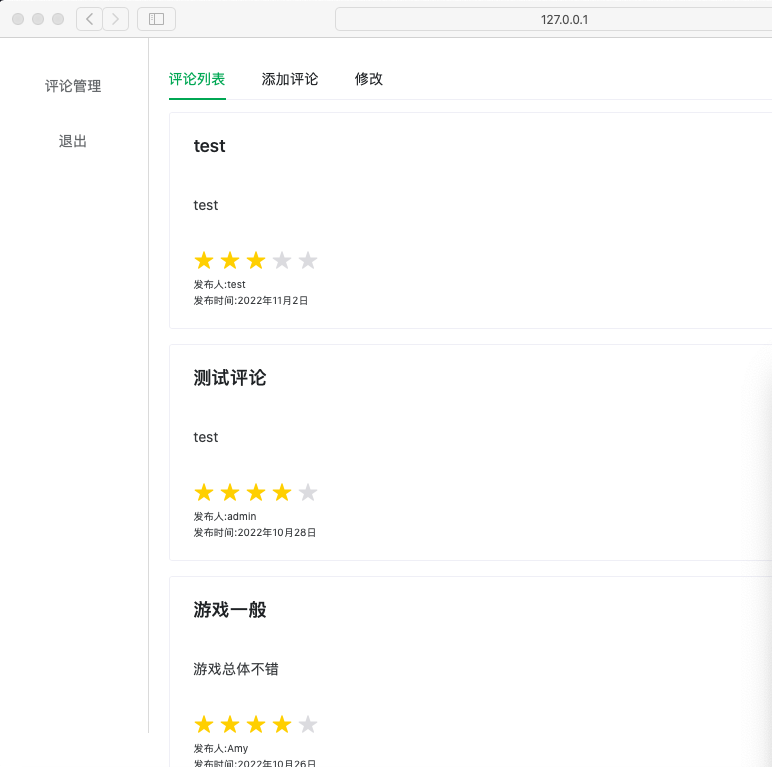 127.0.0.1
评论管理
退出
评论列表 添加评论 修改
test
test
发布人:test
发布时间:2022年11月2日
测试评论
test
发布人:admin
发布时间:2022年10月28日
游戏一般
游戏总体不错
发布人:Amy
发布时间:2022年10月26日